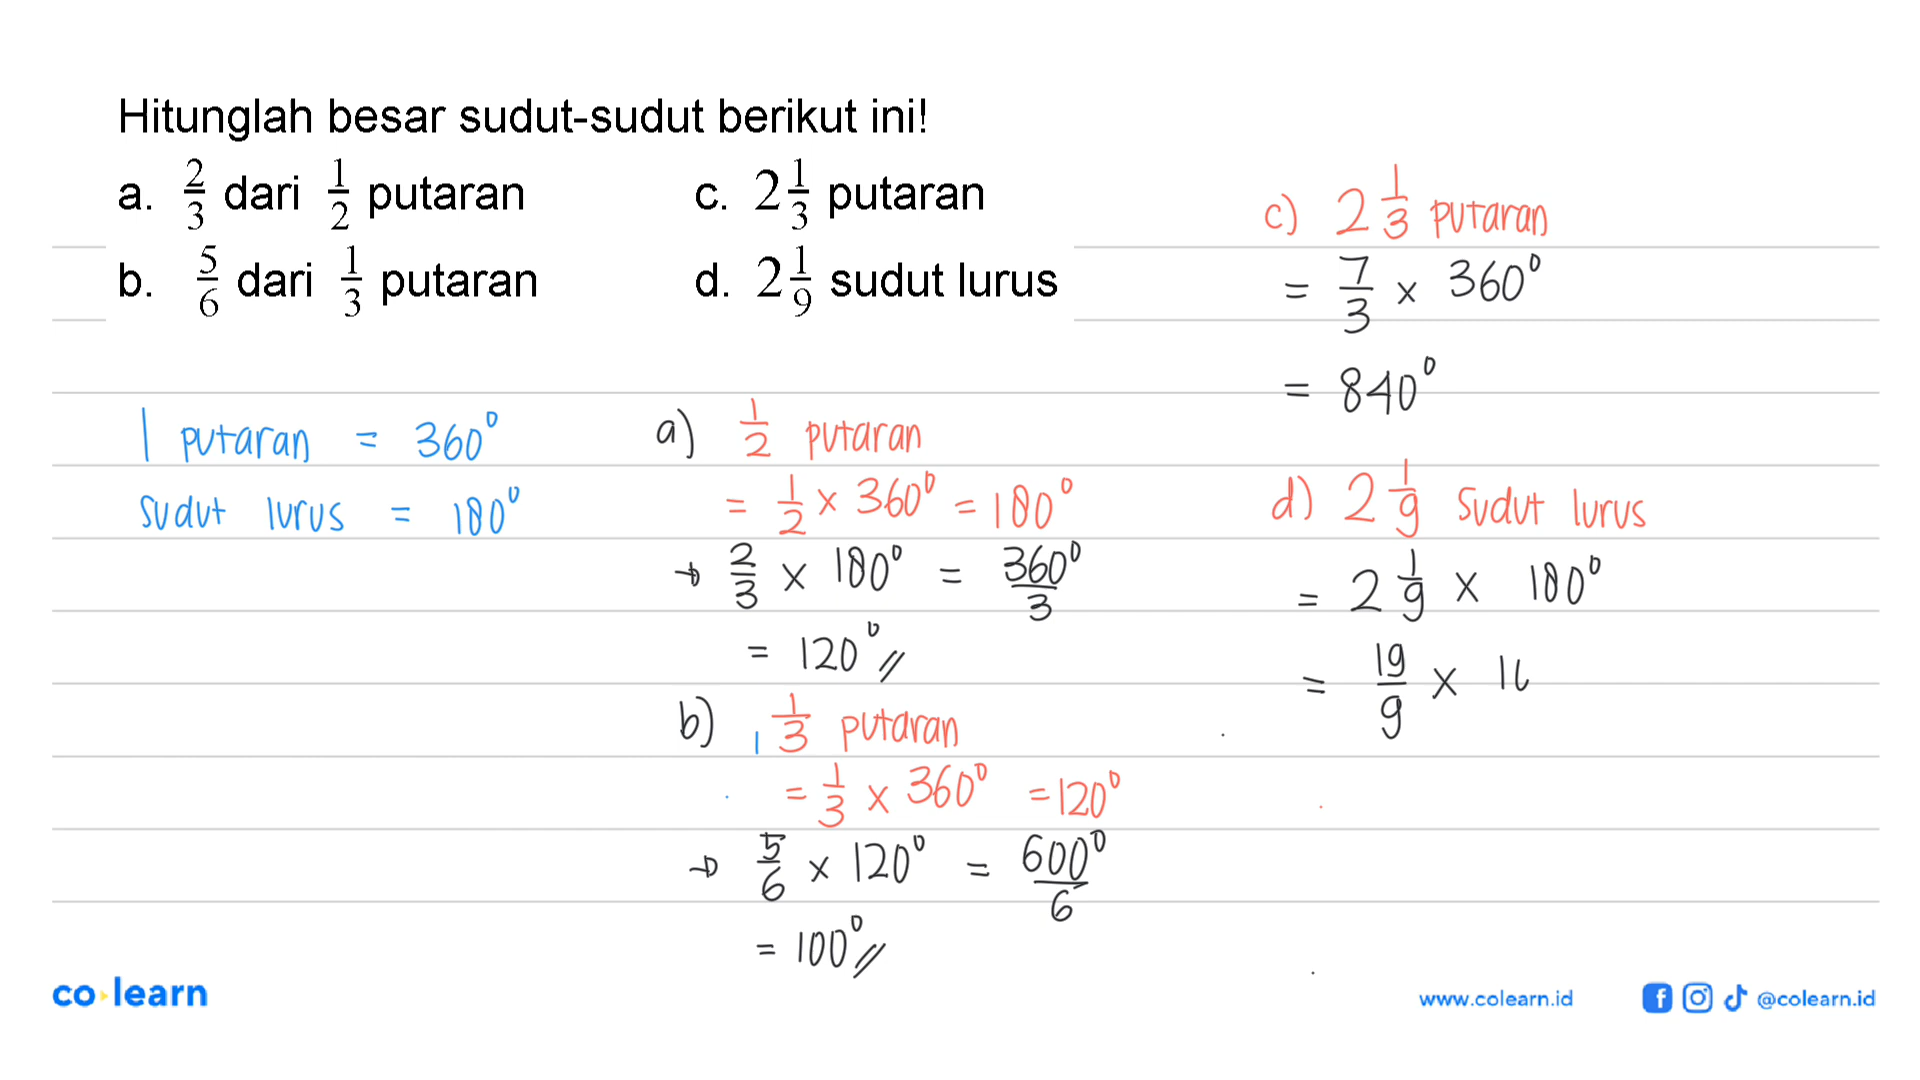 Hitunglah besar sudut-sudut berikut ini!
a. 2/3 dari 1/2 putaran
b. 5/6 dari 1/3 putaran
c. 2 1/3 putaran
d. 2 1/9 sudut lurus
1 putaran = 360°
sudut lurus = 180°
a) 1/2 putaran
= 1/2 × 360° = 180°
→ 2/3 × 180° = 360°/3
= 120° //
b) 1/3 putaran
= 1/3 × 360° = 120°
→ 5/6 × 120° = 600°/6
= 100° //
c) 2 1/3 putaran
= 7/3 × 360°
= 840°
d) 2 1/9 sudut lurus
= 2 1/9 × 180°
= 19/9 × 1
co learn
www.colearn.id
@colearn.id